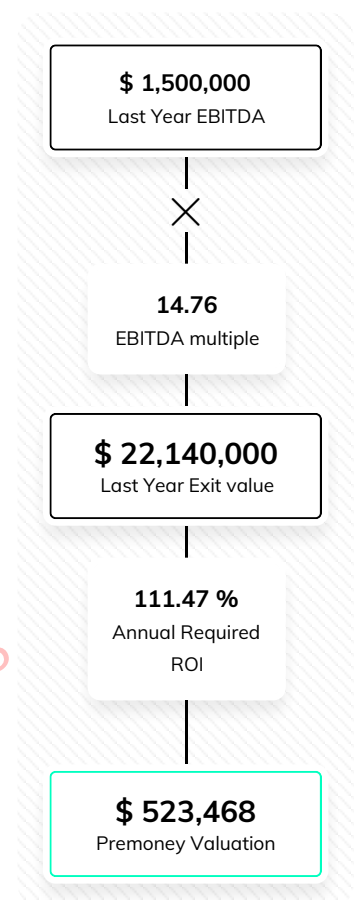 $ 1,500,000
Last Year EBITDA
14.76
EBITDA multiple
$ 22,140,000
Last Year Exit value
111.47 %
Annual Required
ROI
$ 523,468
Premoney Valuation